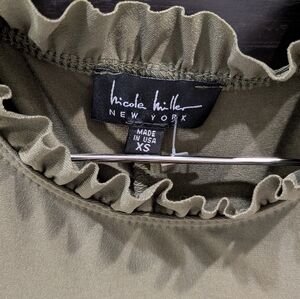 nicole miller
NEW YORK
MADE
IN USA
XS